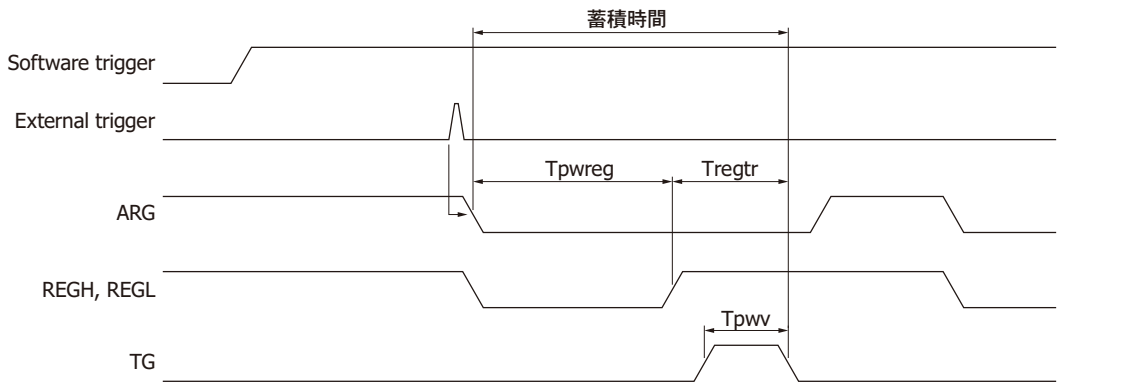 蓄積時間
Software trigger
External trigger
Tpwreg
Tregtr
ARG
REGH, REGL
Tpwv
TG